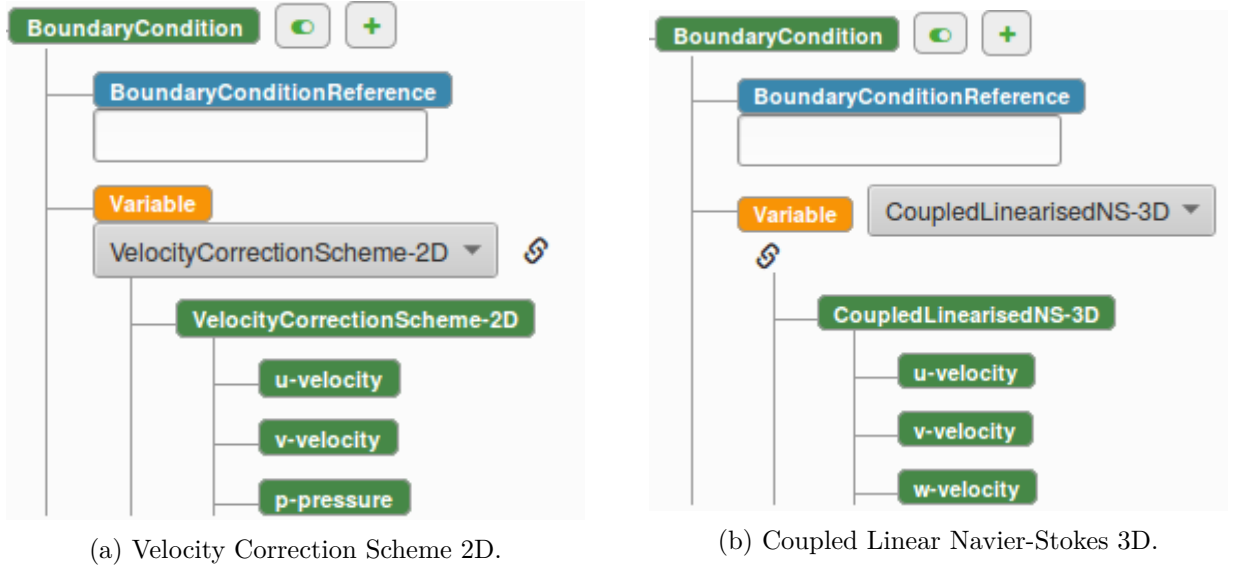 BoundaryCondition
BoundaryConditionReference
Variable
VelocityCorrectionScheme-2D
VelocityCorrectionScheme-2D
u-velocity
v-velocity
p-pressure
(a) Velocity Correction Scheme 2D.
BoundaryCondition
BoundaryConditionReference
Variable CoupledLinearisedNS-3D
CoupledLinearisedNS-3D
u-velocity
v-velocity
w-velocity
(b) Coupled Linear Navier-Stokes 3D.